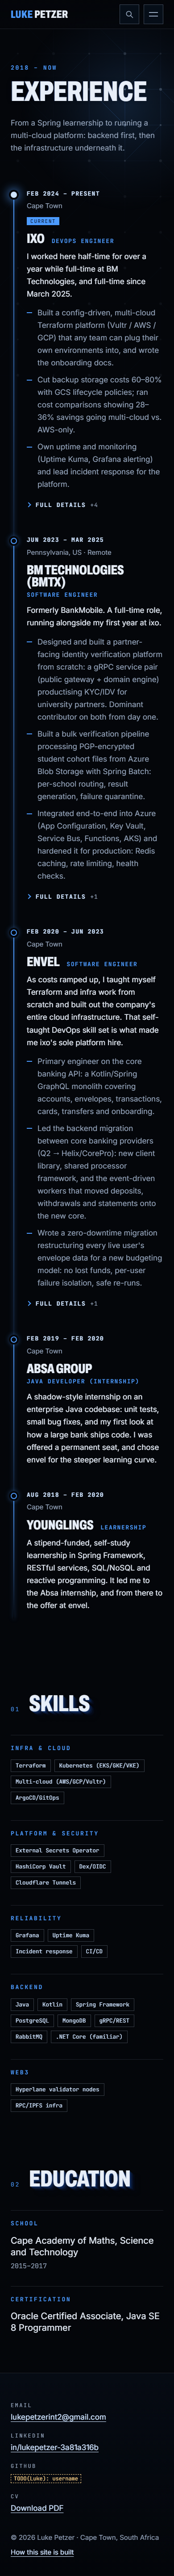 LUKE PETZER
2018 – NOW
EXPERIENCE
From a Spring learnership to running a
multi-cloud platform: backend first, then
the infrastructure underneath it.
FEB 2024 – PRESENT
Cape Town
CURRENT
IXO DEVOPS ENGINEER
I worked here half-time for over a
year while full-time at BM
Technologies, and full-time since
March 2025.
— Built a config-driven, multi-cloud
Terraform platform (Vultr / AWS /
GCP) that any team can plug their
own environments into, and wrote
the onboarding docs.
— Cut backup storage costs 60–80%
with GCS lifecycle policies; ran
cost comparisons showing 28–
36% savings going multi-cloud vs.
AWS-only.
— Own uptime and monitoring
(Uptime Kuma, Grafana alerting)
and lead incident response for the
platform.
> FULL DETAILS +4
JUN 2023 – MAR 2025
Pennsylvania, US · Remote
BM TECHNOLOGIES
(BMTX)
SOFTWARE ENGINEER
Formerly BankMobile. A full-time role,
running alongside my first year at ixo.
— Designed and built a partner-
facing identity verification platform
from scratch: a gRPC service pair
(public gateway + domain engine)
productising KYC/IDV for
university partners. Dominant
contributor on both from day one.
— Built a bulk verification pipeline
processing PGP-encrypted
student cohort files from Azure
Blob Storage with Spring Batch:
per-school routing, result
generation, failure quarantine.
— Integrated end-to-end into Azure
(App Configuration, Key Vault,
Service Bus, Functions, AKS) and
hardened it for production: Redis
caching, rate limiting, health
checks.
> FULL DETAILS +1
FEB 2020 – JUN 2023
Cape Town
ENVEL SOFTWARE ENGINEER
As costs ramped up, I taught myself
Terraform and infra work from
scratch and built out the company's
entire cloud infrastructure. That self-
taught DevOps skill set is what made
me ixo's sole platform hire.
— Primary engineer on the core
banking API: a Kotlin/Spring
GraphQL monolith covering
accounts, envelopes, transactions,
cards, transfers and onboarding.
— Led the backend migration
between core banking providers
(Q2 → Helix/CorePro): new client
library, shared processor
framework, and the event-driven
workers that moved deposits,
withdrawals and statements onto
the new core.
— Wrote a zero-downtime migration
restructuring every live user's
envelope data for a new budgeting
model: no lost funds, per-user
failure isolation, safe re-runs.
> FULL DETAILS +1
FEB 2019 – FEB 2020
Cape Town
ABSA GROUP
JAVA DEVELOPER (INTERNSHIP)
A shadow-style internship on an
enterprise Java codebase: unit tests,
small bug fixes, and my first look at
how a large bank ships code. I was
offered a permanent seat, and chose
envel for the steeper learning curve.
AUG 2018 – FEB 2020
Cape Town
YOUNGLINGS LEARNERSHIP
A stipend-funded, self-study
learnership in Spring Framework,
RESTful services, SQL/NoSQL and
reactive programming. It led me to
the Absa internship, and from there to
the offer at envel.
01 SKILLS
INFRA & CLOUD
Terraform Kubernetes (EKS/GKE/VKE)
Multi-cloud (AWS/GCP/Vultr)
ArgoCD/GitOps
PLATFORM & SECURITY
External Secrets Operator
HashiCorp Vault Dex/OIDC
Cloudflare Tunnels
RELIABILITY
Grafana Uptime Kuma
Incident response CI/CD
BACKEND
Java Kotlin Spring Framework
PostgreSQL MongoDB gRPC/REST
RabbitMQ .NET Core (familiar)
WEB3
Hyperlane validator nodes
RPC/IPFS infra
02 EDUCATION
SCHOOL
Cape Academy of Maths, Science
and Technology
2015–2017
CERTIFICATION
Oracle Certified Associate, Java SE
8 Programmer
EMAIL
lukepetzerint2@gmail.com
LINKEDIN
in/lukepetzer-3a81a316b
GITHUB
TODO(Luke): username
CV
Download PDF
© 2026 Luke Petzer · Cape Town, South Africa
How this site is built